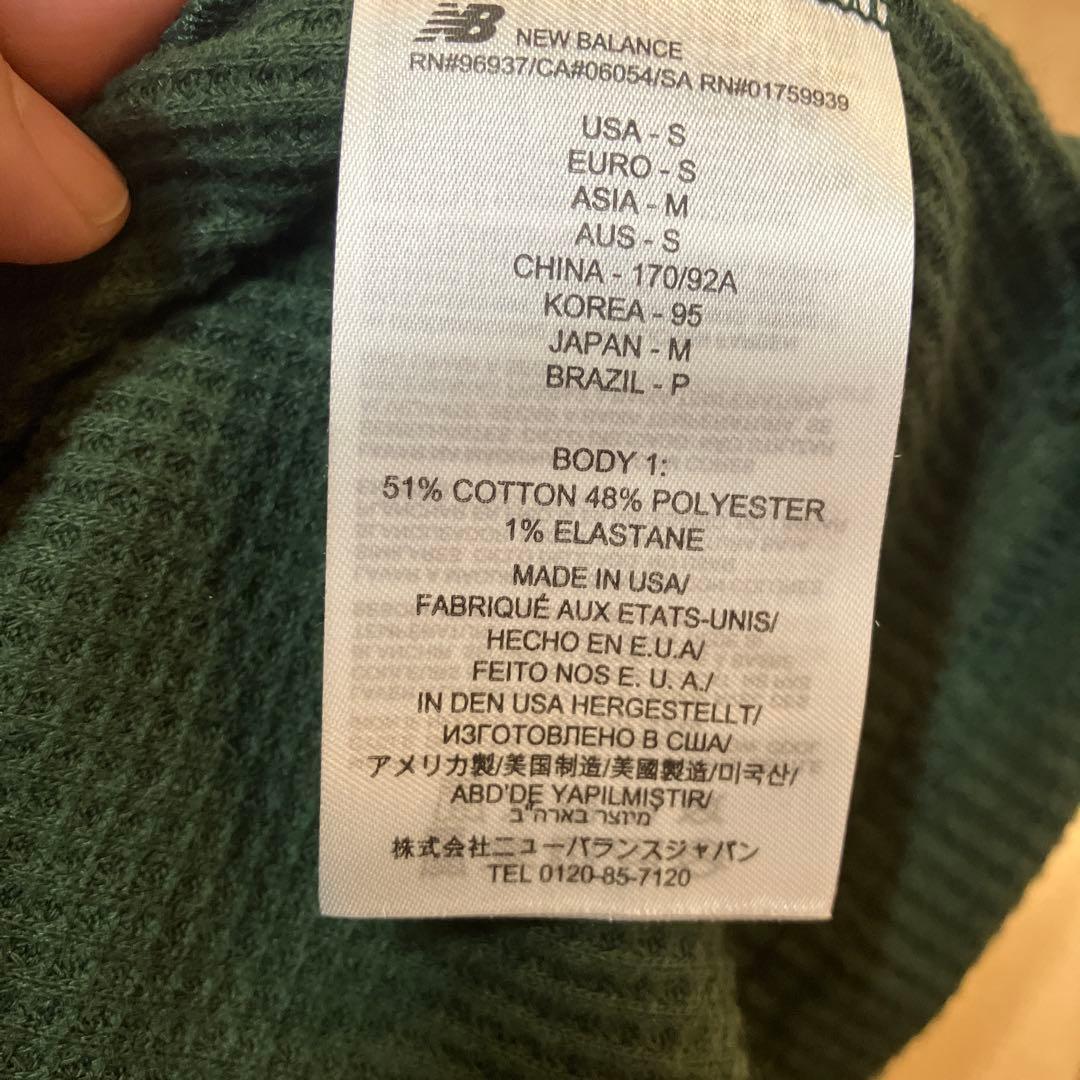 NB NEW BALANCE
RN#96937/CA#06054/SA RN#01759939
USA - S
EURO - S
ASIA - M
AUS - S
CHINA - 170/92A
KOREA - 95
JAPAN - M
BRAZIL - P
BODY 1:
51% COTTON 48% POLYESTER
1% ELASTANE
MADE IN USA/
FABRIQUÉ AUX ETATS-UNIS/
HECHO EN E.U.A/
FEITO NOS E. U. A./
IN DEN USA HERGESTELLT/
ИЗГОТОВЛЕНО В США/
アメリカ製/美国制造/美國製造/미국산/
ABD'DE YAPILMIŞTIR/
מיוצר בארה"ב
株式会社ニューバランスジャパン
TEL 0120-85-7120